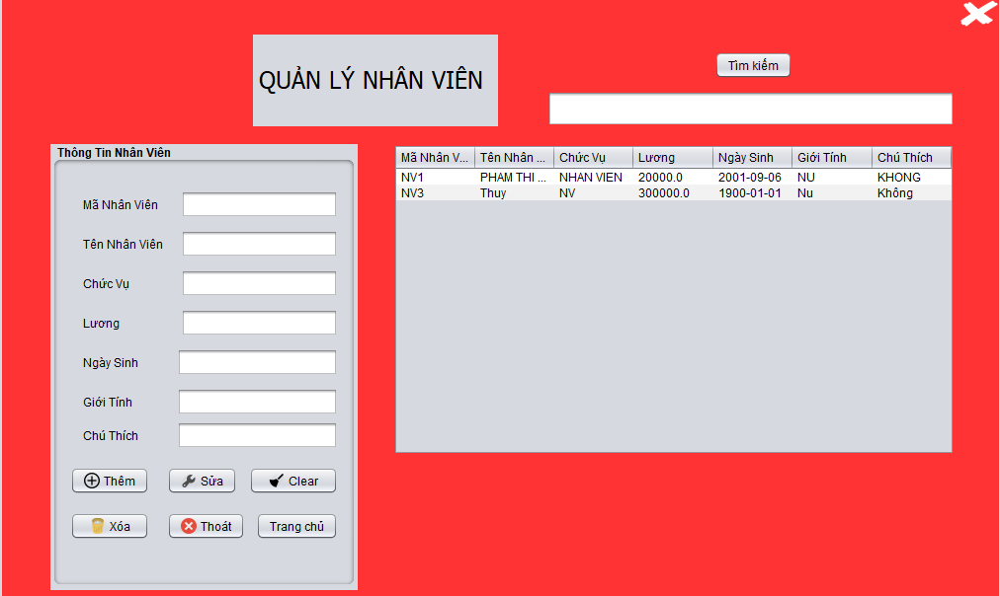 QUẢN LÝ NHÂN VIÊN
Tìm kiếm
Thông Tin Nhân Viên
Mã Nhân Viên
Tên Nhân Viên
Chức Vụ
Lương
Ngày Sinh
Giới Tính
Chú Thích
Thêm Sửa Clear
Xóa Thoát Trang chủ
Mã Nhân V... Tên Nhân ... Chức Vụ Lương Ngày Sinh Giới Tính Chú Thích
NV1 PHAM THI ... NHAN VIEN 20000.0 2001-09-06 NU KHONG
NV3 Thuy NV 300000.0 1900-01-01 Nu Không